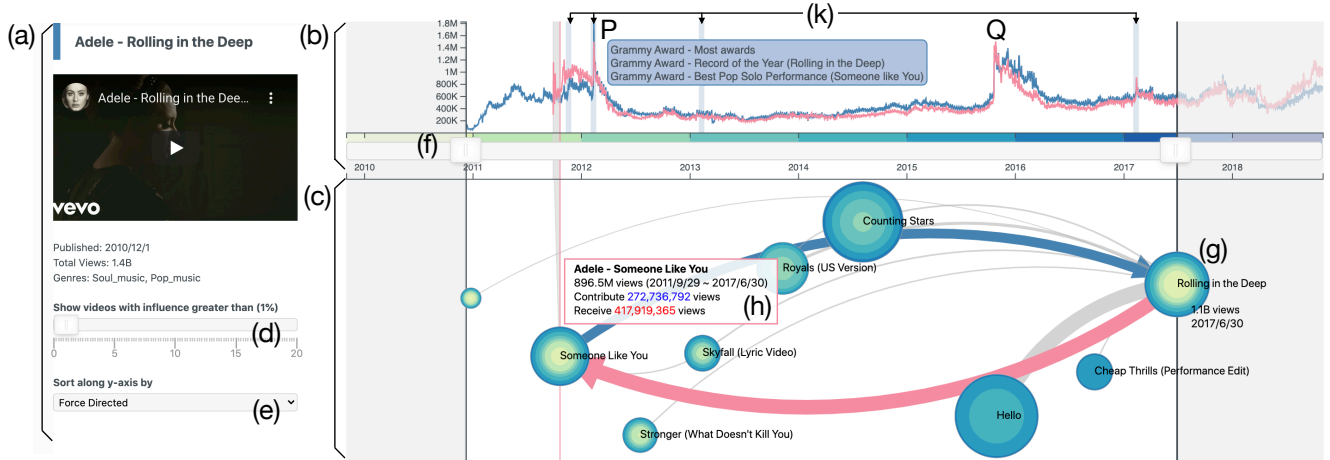 (a)
Adele - Rolling in the Deep
Adele - Rolling in the Dee...
vevo
Published: 2010/12/1
Total Views: 1.4B
Genres: Soul_music, Pop_music
Show videos with influence greater than (1%)
(d)
0 5 10 15 20
Sort along y-axis by
Force Directed
(e)
(b)
(k)
1.8M
1.6M
1.4M
1.2M
1M
800K
600K
400K
200K
P
Q
Grammy Award - Most awards
Grammy Award - Record of the Year (Rolling in the Deep)
Grammy Award - Best Pop Solo Performance (Someone like You)
(f)
2010 2011 2012 2013 2014 2015 2016 2017 2018
(c)
Counting Stars
Royals (US Version)
(g)
Rolling in the Deep
1.1B views
2017/6/30
Adele - Someone Like You
896.5M views (2011/9/29 ~ 2017/6/30)
Contribute 272,736,792 views
Receive 417,919,365 views
(h)
Someone Like You
Skyfall (Lyric Video)
Cheap Thrills (Performance Edit)
Hello
Stronger (What Doesn't Kill You)